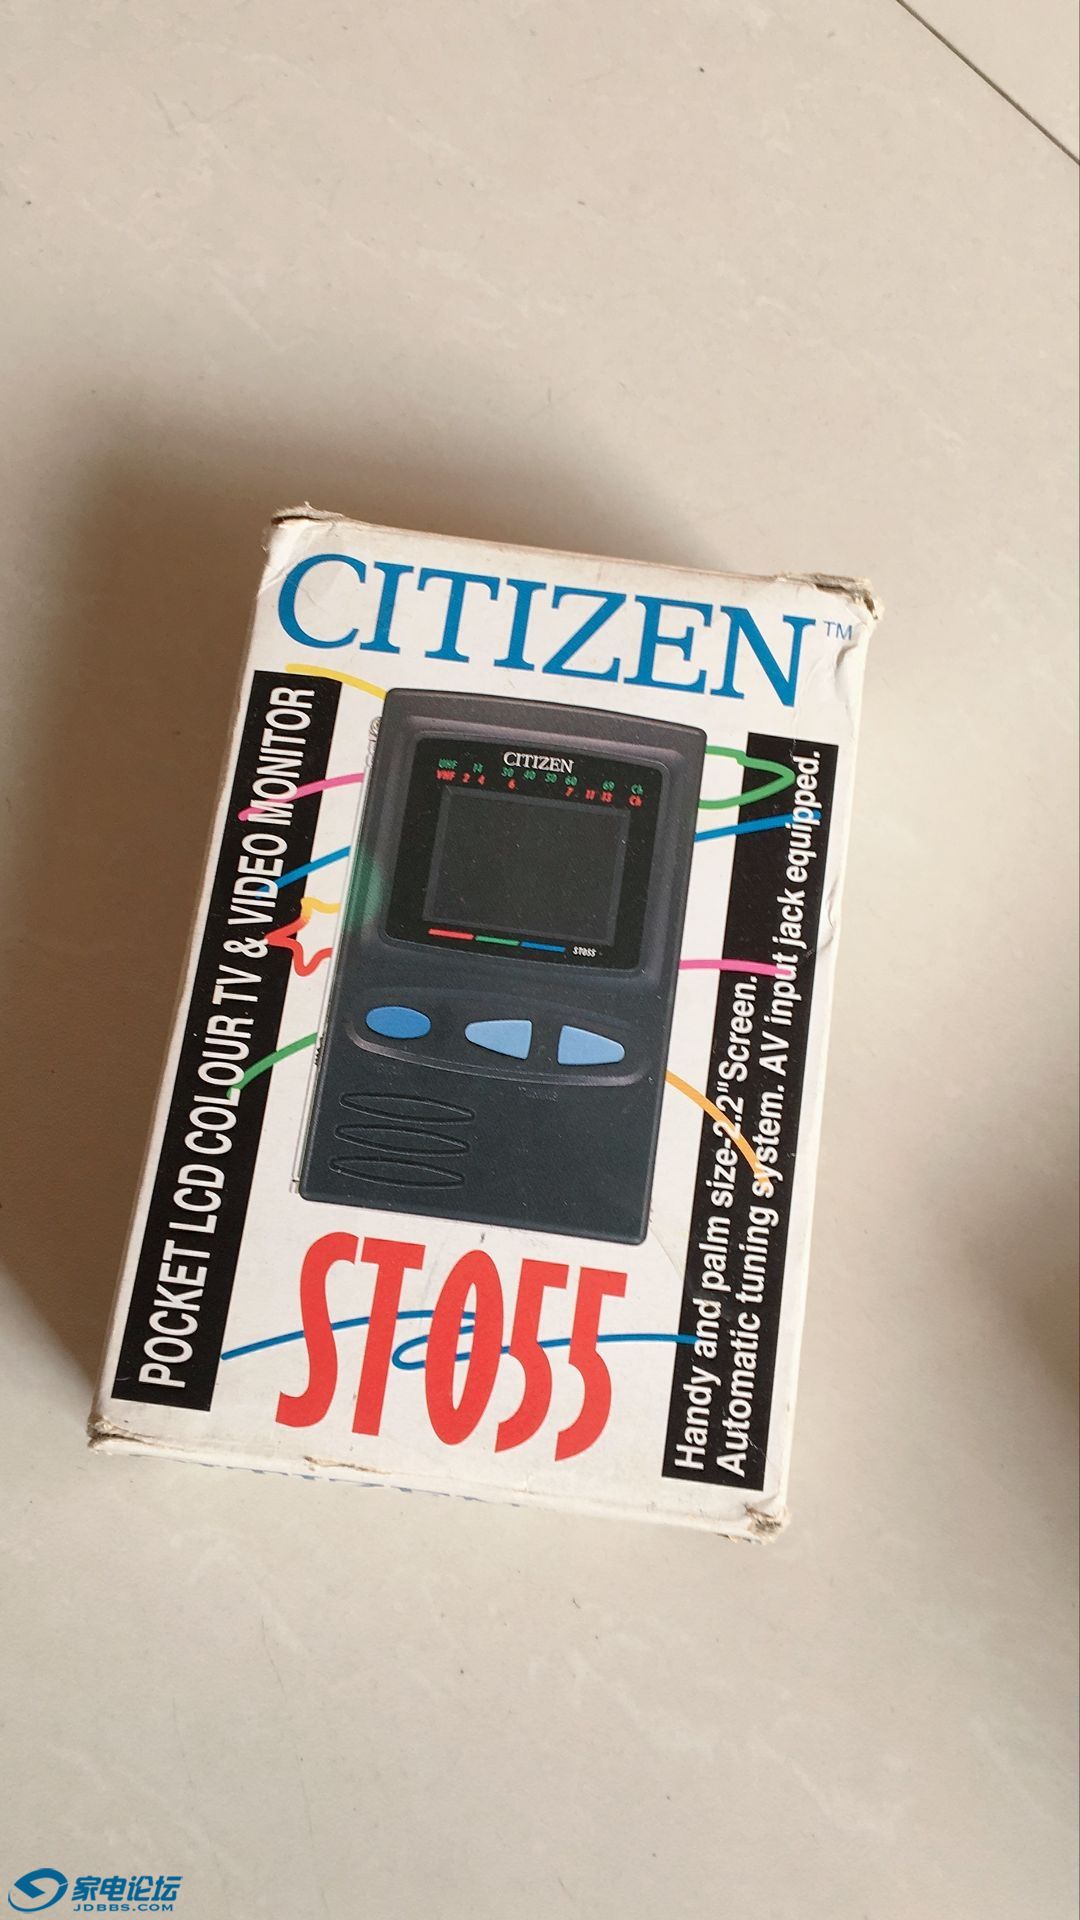 CITIZEN™
POCKET LCD COLOUR TV & VIDEO MONITOR
CITIZEN
UHF 14 30 40 50 60 69 Ch
VHF 2 4 6 7 11 13 Ch
ST055
ST055
Handy and palm size-2.2"Screen.
Automatic tuning system. AV input jack equipped.
家电论坛
JDBBS.COM